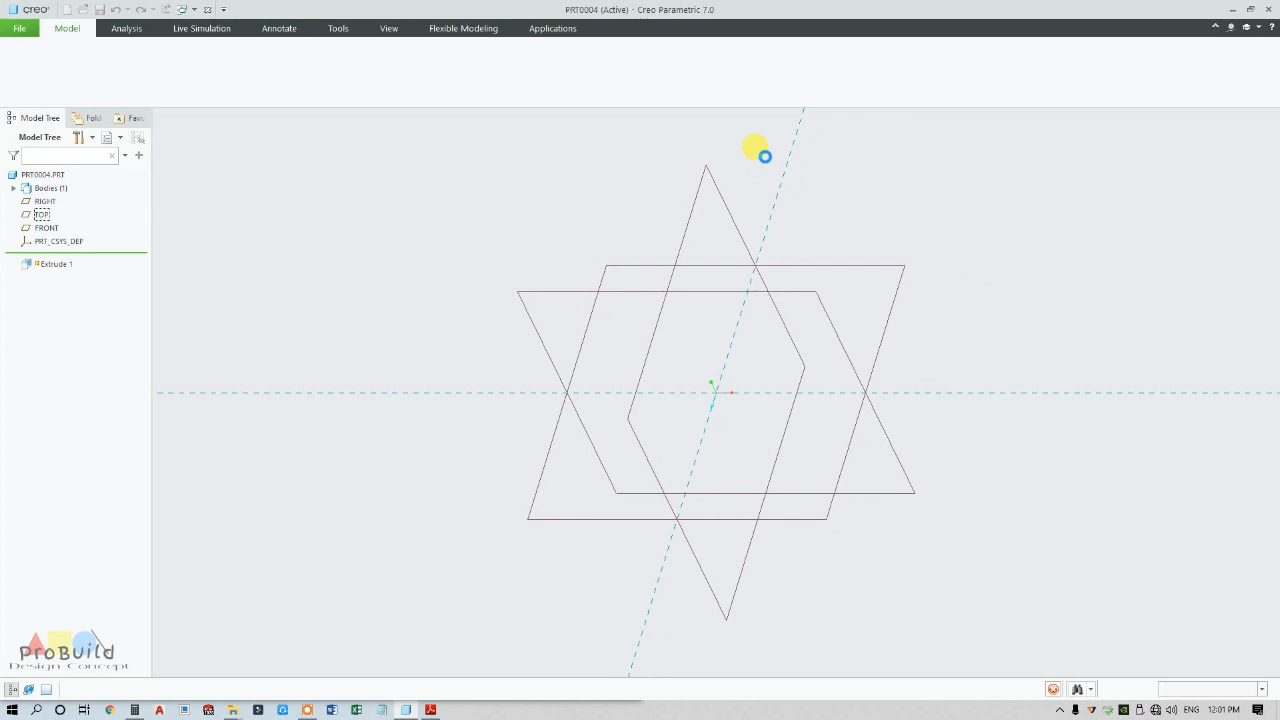 creo
PRT0004 (Active) - Creo Parametric 7.0
File Model Analysis Live Simulation Annotate Tools View Flexible Modeling Applications
Model Tree Fold Favo
Model Tree
PRT0004.PRT
Bodies (1)
RIGHT
TOP
FRONT
PRT_CSYS_DEF
Extrude 1
ProBuild
Design Concept
ENG 12:01 PM